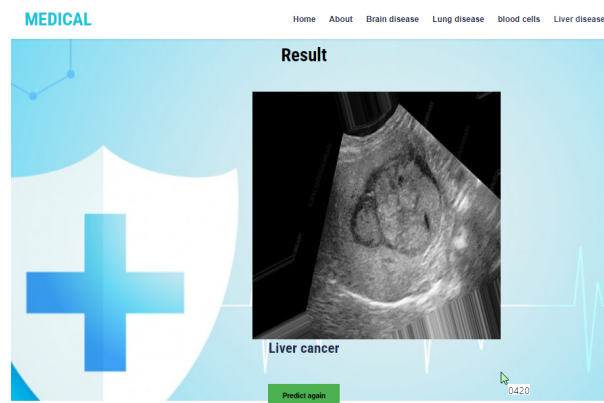 MEDICAL
Home About Brain disease Lung disease blood cells Liver disease
Result
Liver cancer
Predict again
0420